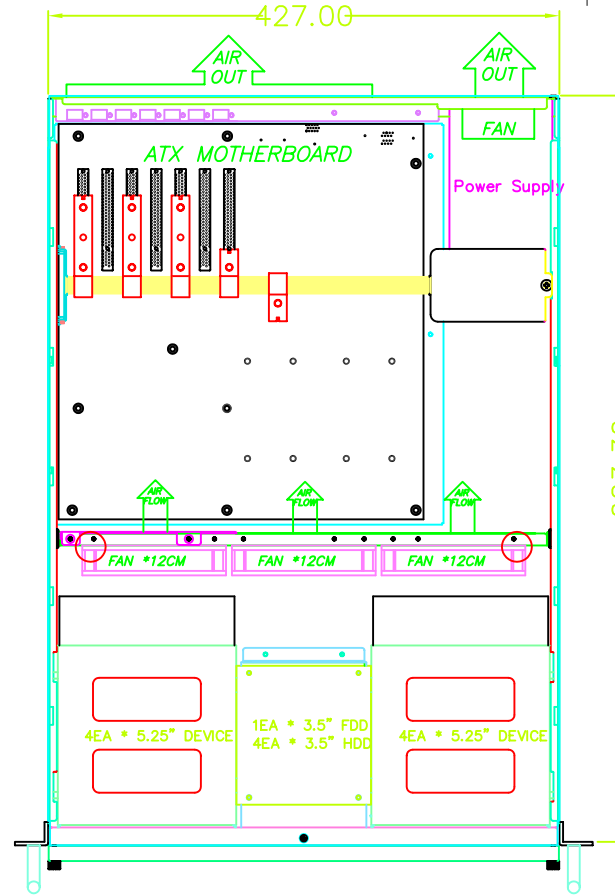 427.00
AIR
OUT
AIR
OUT
FAN
ATX MOTHERBOARD
Power Supply
AIR
FLOW
AIR
FLOW
AIR
FLOW
FAN *12CM
FAN *12CM
FAN *12CM
4EA * 5.25" DEVICE
1EA * 3.5" FDD
4EA * 3.5" HDD
4EA * 5.25" DEVICE